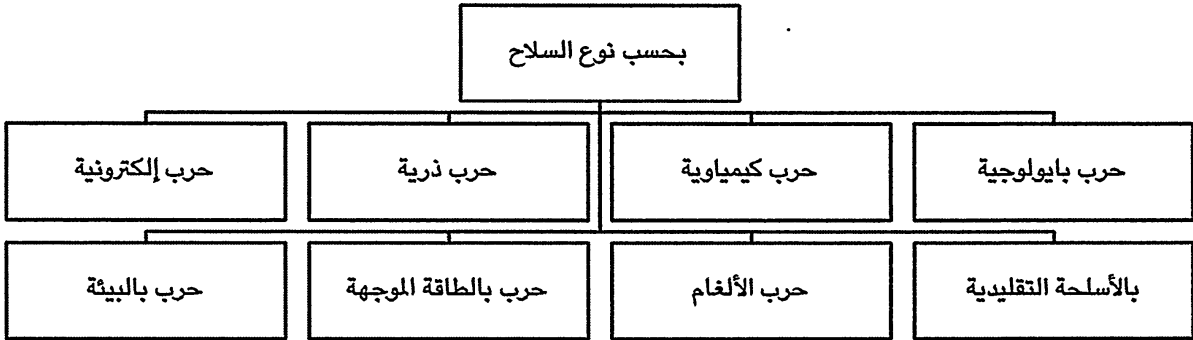 بحسب نوع السلاح
حرب بايولوجية
حرب كيمياوية
حرب ذرية
حرب إلكترونية
بالأسلحة التقليدية
حرب الألغام
حرب بالطاقة الموجهة
حرب بالبيئة